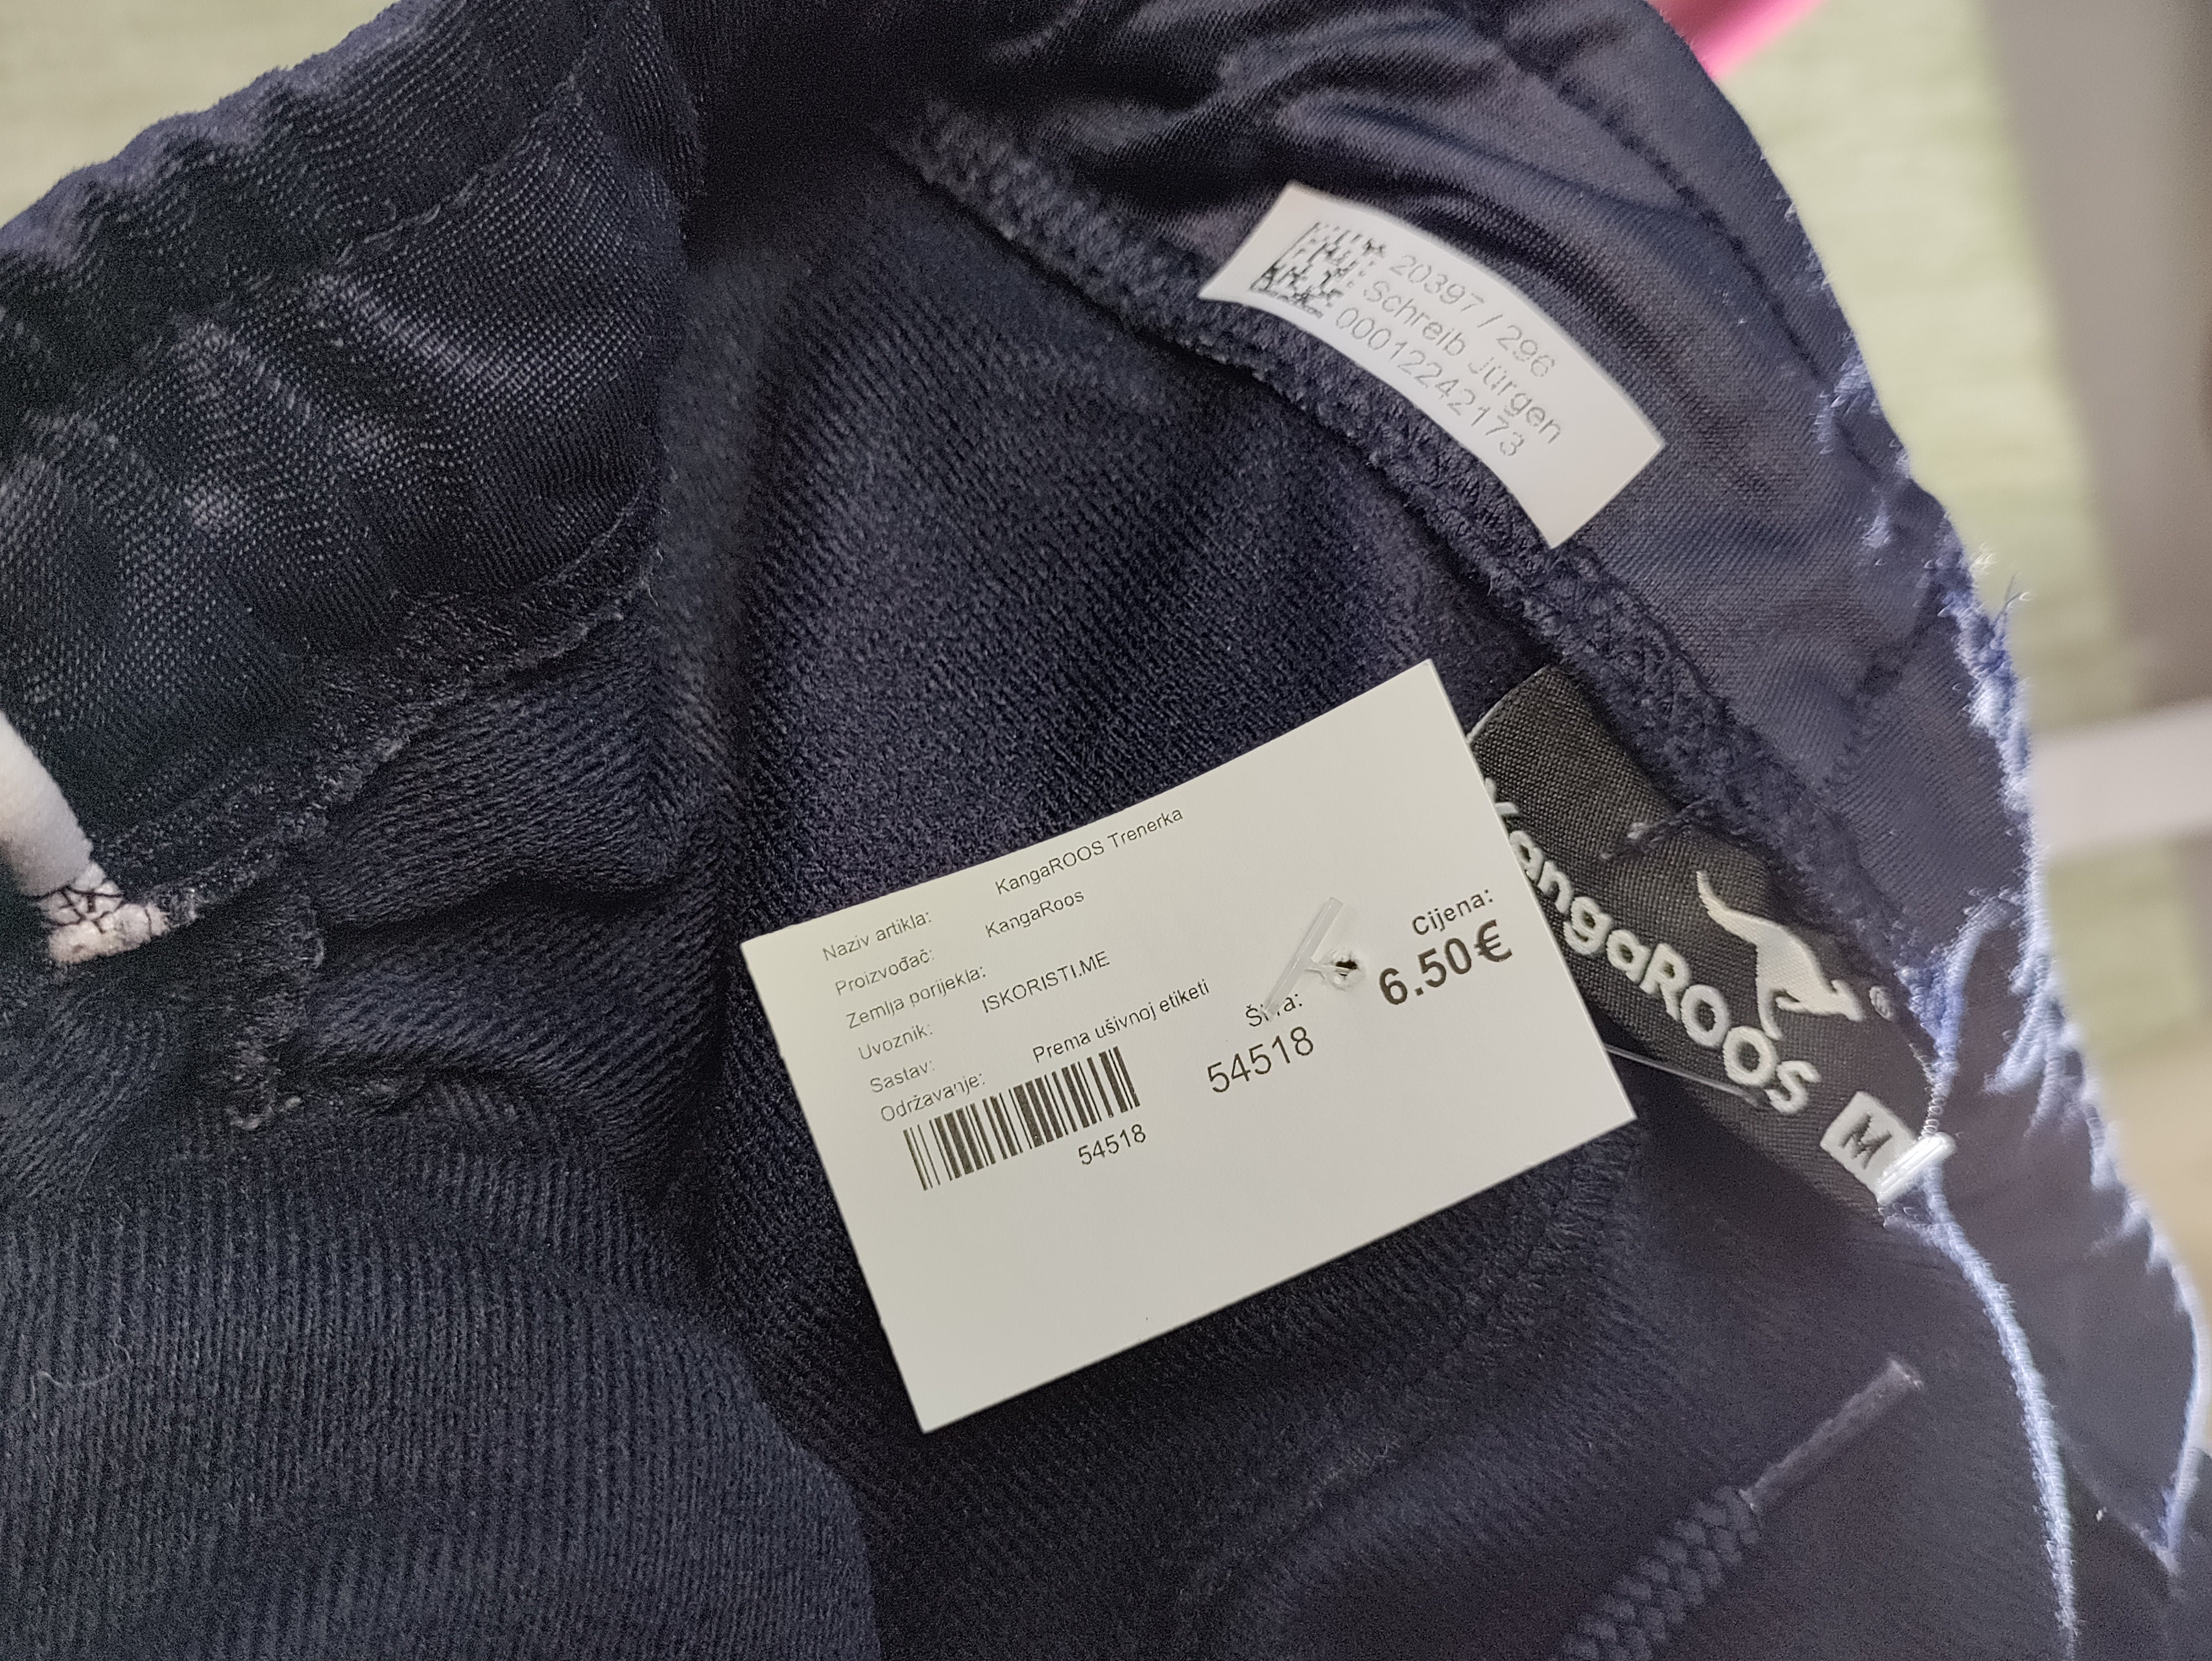 20397 / 296
Schreib Jürgen
00012242173
Naziv artikla: KangaROOS Trenerka
Proizvođač: KangaRoos
Zemlja porijekla:
Uvoznik: ISKORISTI.ME
Sastav:
Održavanje: Prema ušivnoj etiketi
54518
54518
Cijena:
6.50€
KangaROOS ®
M